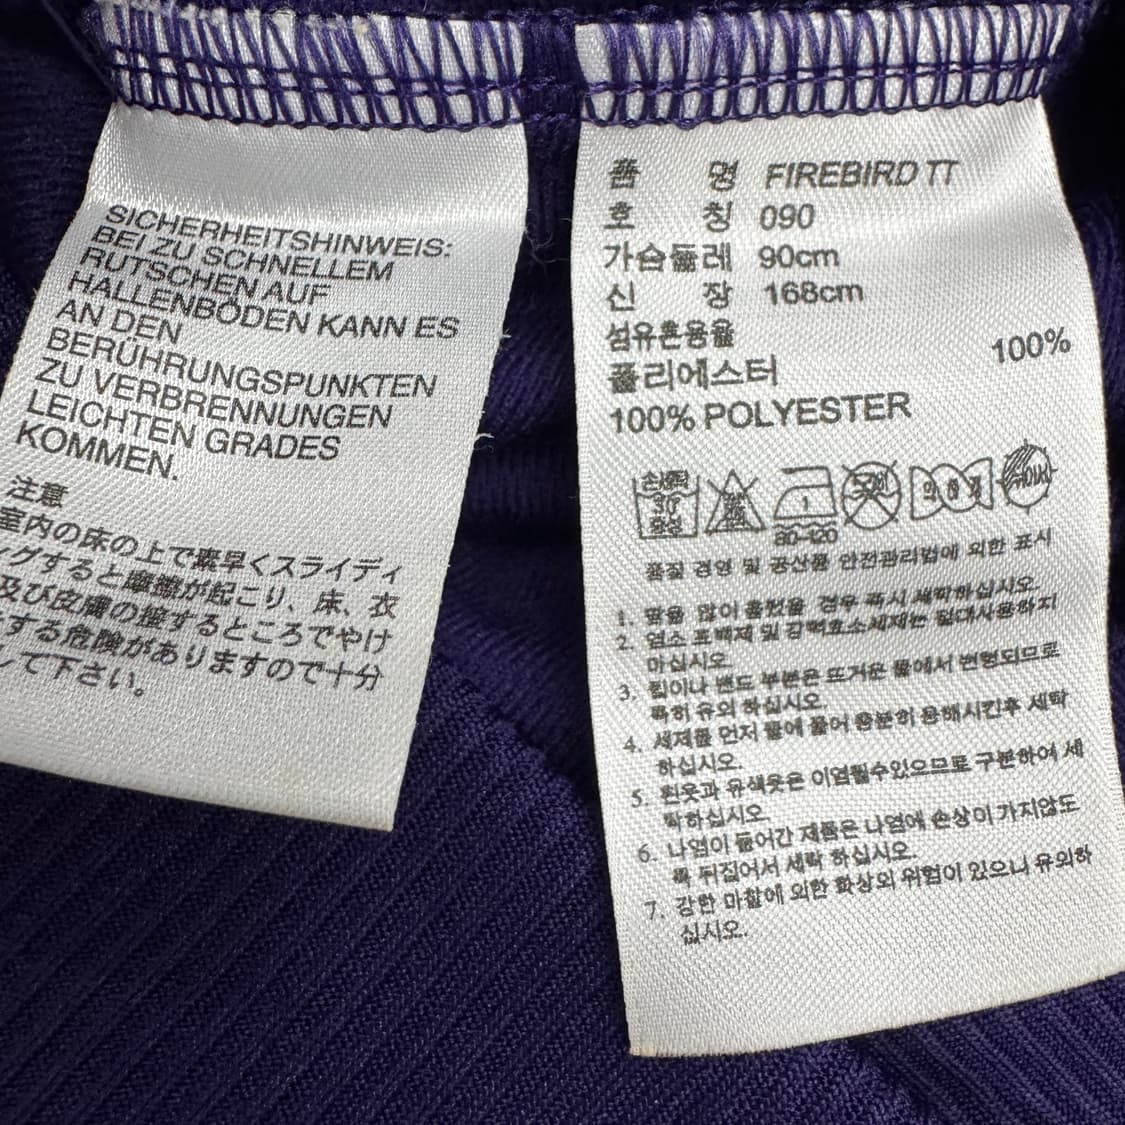 SICHERHEITSHINWEIS:
BEI ZU SCHNELLEM
RUTSCHEN AUF
HALLENBÖDEN KANN ES
AN DEN
BERÜHRUNGSPUNKTEN
ZU VERBRENNUNGEN
LEICHTEN GRADES
KOMMEN.
注意
室内の床の上で素早くスライディ
ングすると摩擦が起こり、床、衣
及び皮膚の擦するところでやけ
する危険がありますので十分
して下さい。
품 명 FIREBIRD TT
호 칭 090
가슴둘레 90cm
신 장 168cm
섬유혼용율
폴리에스터 100%
100% POLYESTER
손세탁 30° 중성
80-120
품질 경영 및 공산품 안전관리법에 의한 표시
1. 땀을 많이 흘렸을 경우 즉시 세탁하십시오.
2. 염소 표백제 및 강력효소세제는 절대사용하지
마십시오.
3. 립이나 밴드 부분은 뜨거운 물에서 변형되므로
특히 유의 하십시오.
4. 세제를 먼저 물에 풀어 충분히 용해시킨후 세탁
하십시오.
5. 흰옷과 유색옷은 이염될수있으므로 구분하여 세
탁하십시오.
6. 나염이 들어간 제품은 나염에 손상이 가지않도
록 뒤집어서 세탁 하십시오.
7. 강한 마찰에 의한 화상의 위험이 있으니 유의하
십시오.